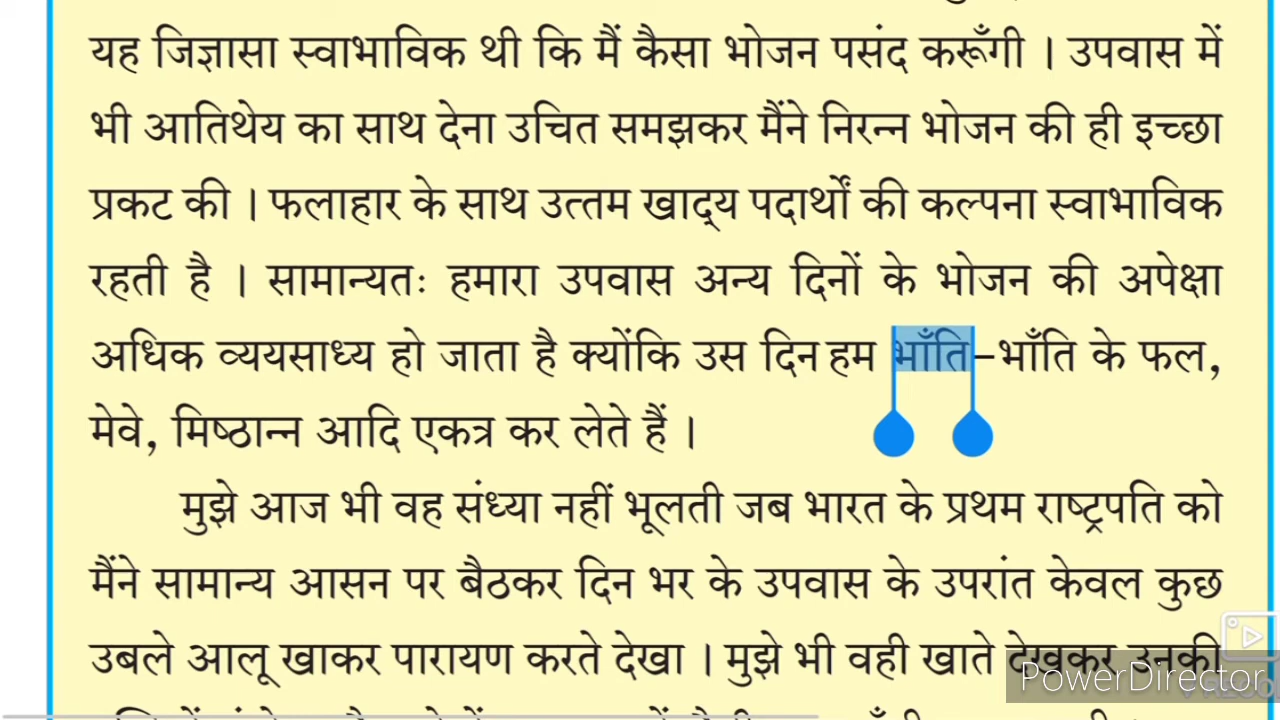 यह जिज्ञासा स्वाभाविक थी कि मैं कैसा भोजन पसंद करूँगी । उपवास में
भी आतिथेय का साथ देना उचित समझकर मैंने निरन्न भोजन की ही इच्छा
प्रकट की । फलाहार के साथ उत्तम खाद्‌य पदार्थों की कल्पना स्वाभाविक
रहती है । सामान्यतः हमारा उपवास अन्य दिनों के भोजन की अपेक्षा
अधिक व्ययसाध्य हो जाता है क्योंकि उस दिन हम भाँति-भाँति के फल,
मेवे, मिष्ठान्न आदि एकत्र कर लेते हैं ।
मुझे आज भी वह संध्या नहीं भूलती जब भारत के प्रथम राष्ट्रपति को
मैंने सामान्य आसन पर बैठकर दिन भर के उपवास के उपरांत केवल कुछ
उबले आलू खाकर पारायण करते देखा । मुझे भी वही खाते देखकर उनकी
PowerDirector